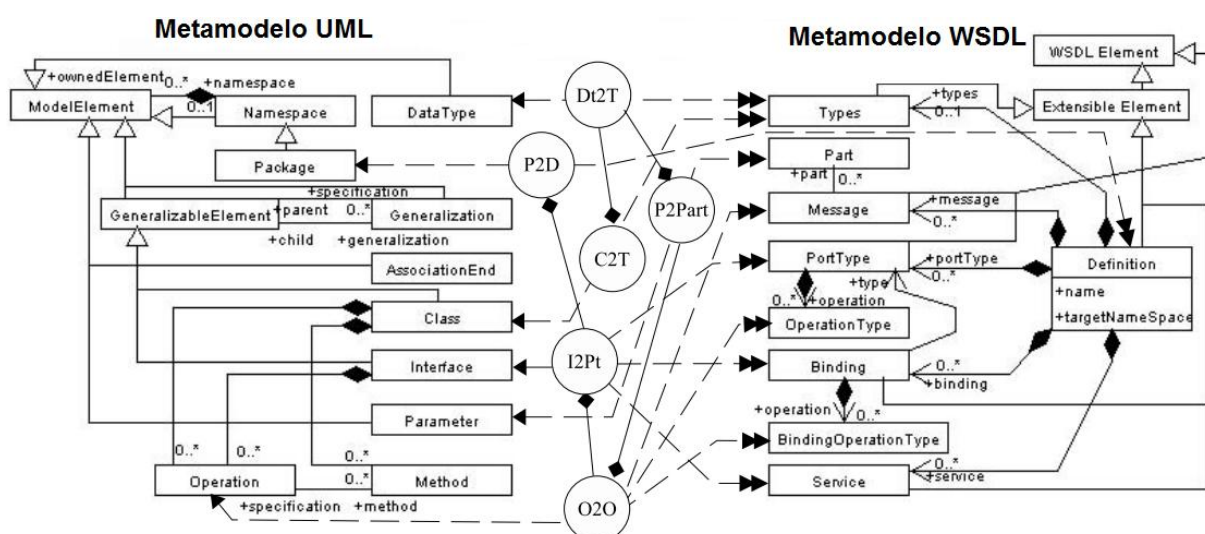 Metamodelo UML
Metamodelo WSDL
+ownedElement
0..*
+namespace
ModelElement
0..1
Namespace
DataType
Package
+specification
GeneralizableElement
+parent
0..*
Generalization
+child
+generalization
AssociationEnd
Class
Interface
Parameter
0..*
0..*
0..*
0..*
Operation
Method
+specification
+method
Dt2T
P2D
P2Part
C2T
I2Pt
O2O
WSDL Element
+types
0..1
Types
Extensible Element
Part
+part
0..*
Message
+message
0..*
PortType
+portType
0..*
+type
Definition
+name
+targetNameSpace
0..*
+operation
OperationType
Binding
0..*
+binding
+operation
0..*
BindingOperationType
0..*
Service
+service